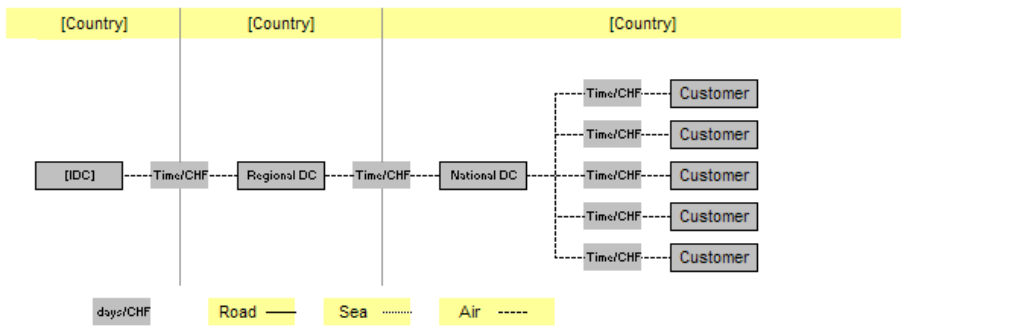 [Country] [Country] [Country]
Time/CHF Customer
Time/CHF Customer
[IDC] Time/CHF Regional DC Time/CHF National DC Time/CHF Customer
Time/CHF Customer
Time/CHF Customer
days/CHF Road Sea Air